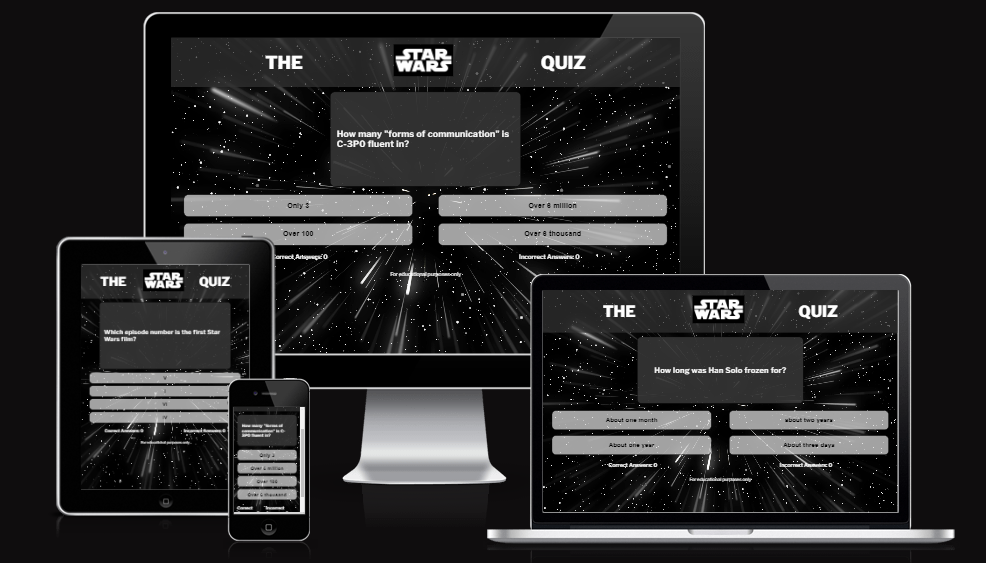 THE STAR WARS QUIZ
How many "forms of communication" is
C-3PO fluent in?
Only 3
Over 6 million
Over 100
Over 6 thousand
Correct Answers: 0
Incorrect Answers: 0
For educational purposes only
THE STAR WARS QUIZ
Which episode number is the first Star
Wars film?
V
I
VI
IV
Correct Answers: 0
Incorrect Answers: 0
For educational purposes only
How many "forms of
communication" is C-
3PO fluent in?
Only 3
Over 6 million
Over 100
Over 6 thousand
Correct
Incorrect
THE STAR WARS QUIZ
How long was Han Solo frozen for?
About one month
about two years
About one year
About three days
Correct Answers: 0
Incorrect Answers: 0
For educational purposes only